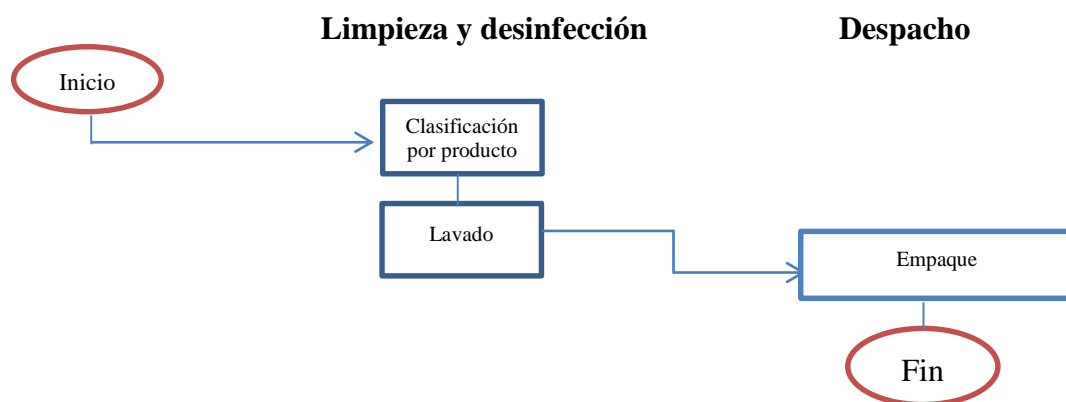 Limpieza y desinfección
Despacho
Inicio
Clasificación
por producto
Lavado
Empaque
Fin